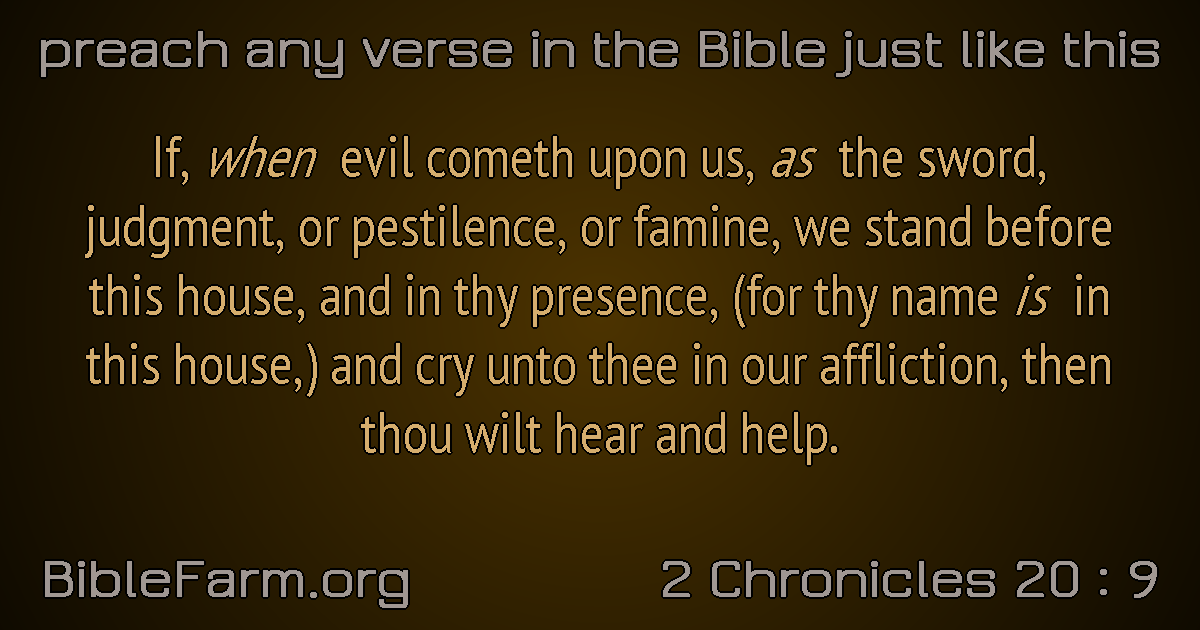 preach any verse in the Bible just like this
If, when evil cometh upon us, as the sword,
judgment, or pestilence, or famine, we stand before
this house, and in thy presence, (for thy name is in
this house,) and cry unto thee in our affliction, then
thou wilt hear and help.
BibleFarm.org
2 Chronicles 20 : 9